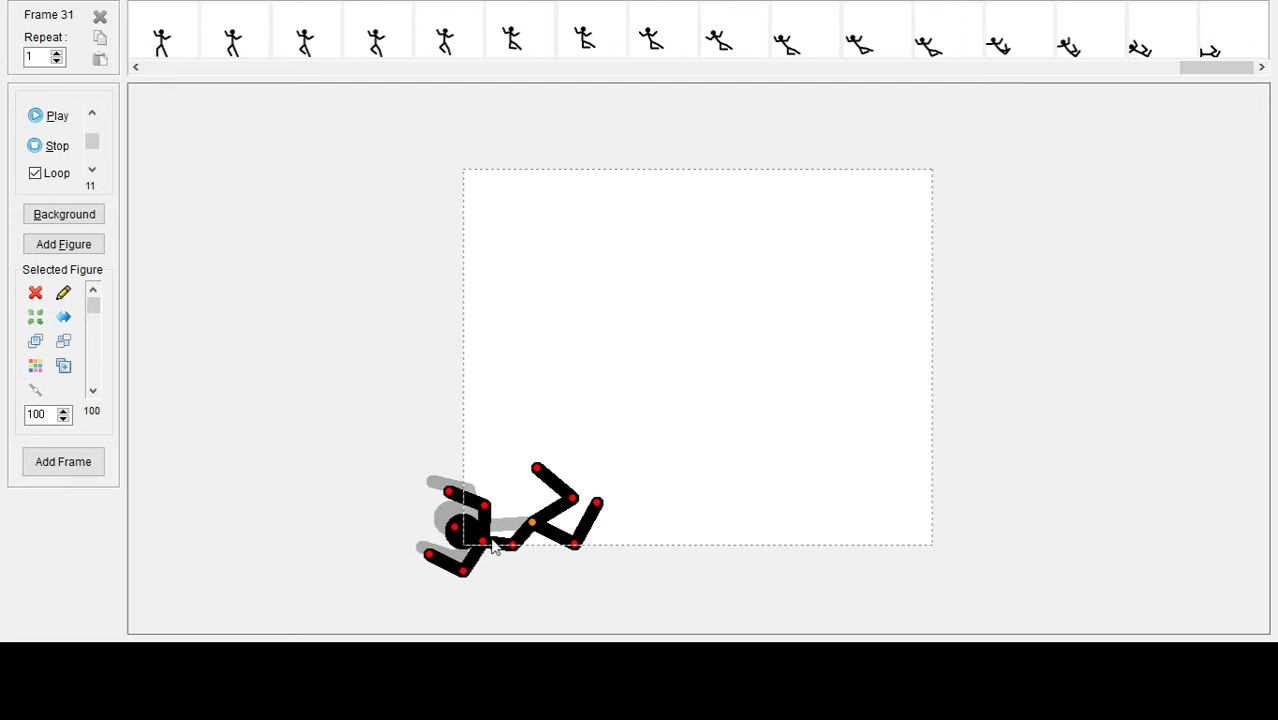 Frame 31
Repeat :
1
Play
Stop
Loop
11
Background
Add Figure
Selected Figure
100
100
Add Frame